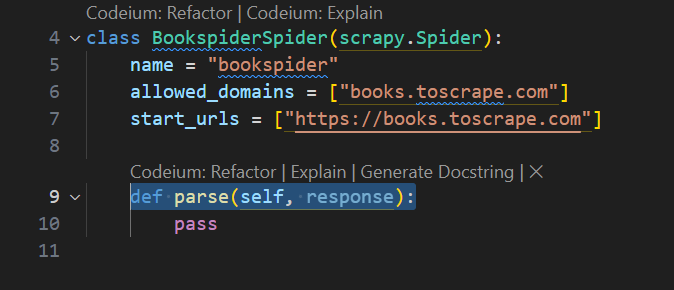 Codeium: Refactor | Codeium: Explain
4 class BookspiderSpider(scrapy.Spider):
5 name = "bookspider"
6 allowed_domains = ["books.toscrape.com"]
7 start_urls = ["https://books.toscrape.com"]
8
Codeium: Refactor | Explain | Generate Docstring | ×
9 def parse(self, response):
10 pass
11